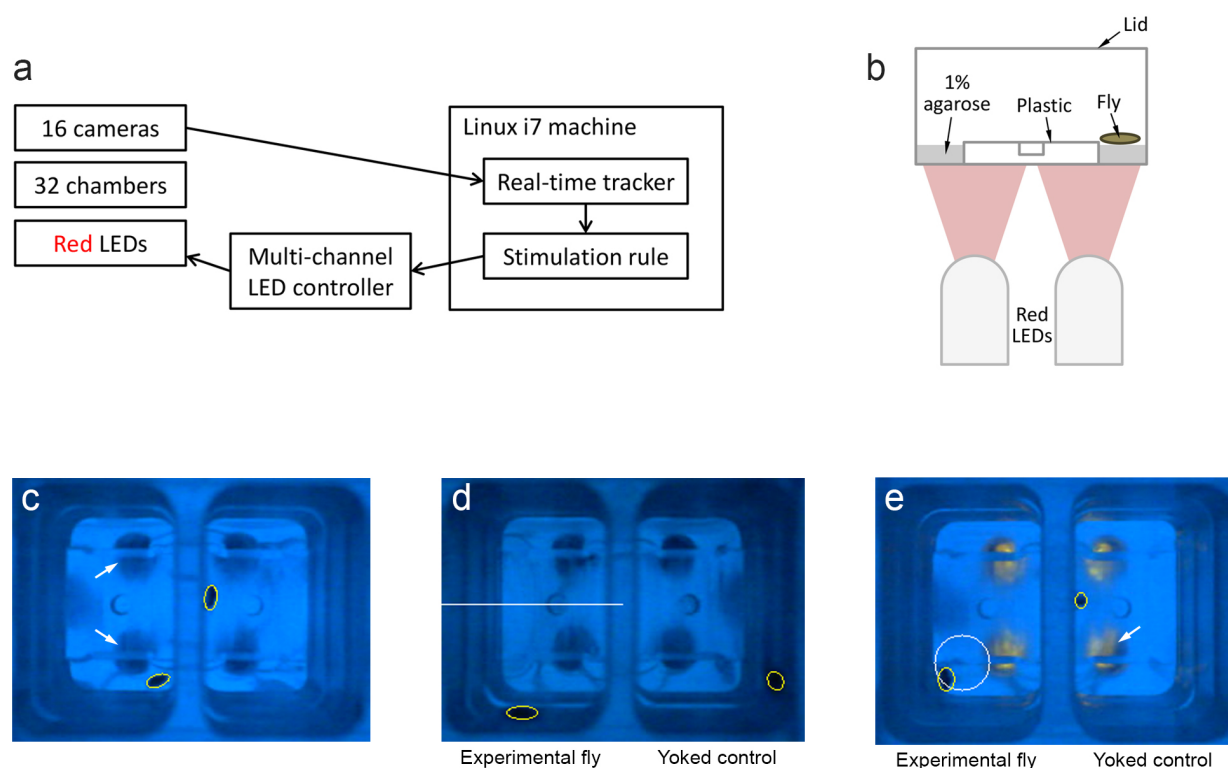 a
16 cameras
32 chambers
Red LEDs
Multi-channel
LED controller
Linux i7 machine
Real-time tracker
Stimulation rule
b
Lid
1%
agarose
Plastic
Fly
Red
LEDs
c
d
Experimental fly
Yoked control
e
Experimental fly
Yoked control